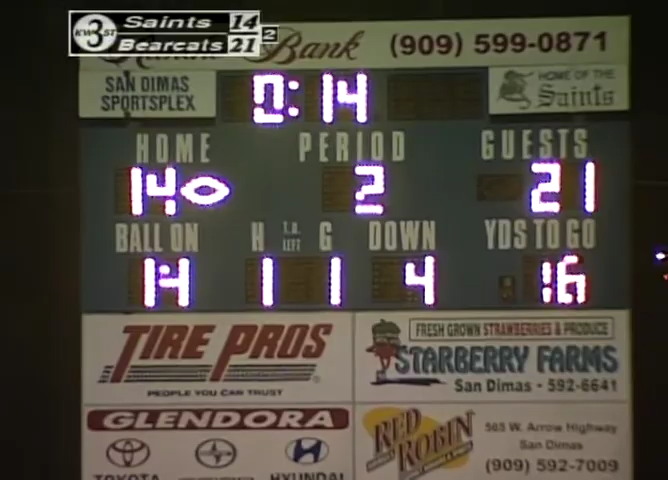 KWST 3 Saints 14
Bearcats 21 2
Bank (909) 599-0871
SAN DIMAS
SPORTSPLEX
0:14
HOME OF THE
Saints
HOME PERIOD GUESTS
14 2 21
BALL ON H T.O. LEFT G DOWN YDS TO GO
14 1 1 4 16
TIRE PROS
PEOPLE YOU CAN TRUST
FRESH GROWN STRAWBERRIES & PRODUCE
STARBERRY FARMS
San Dimas - 592-6641
GLENDORA
TOYOTA HYUNDAI
RED ROBIN
565 W. Arrow Highway
San Dimas
(909) 592-7009